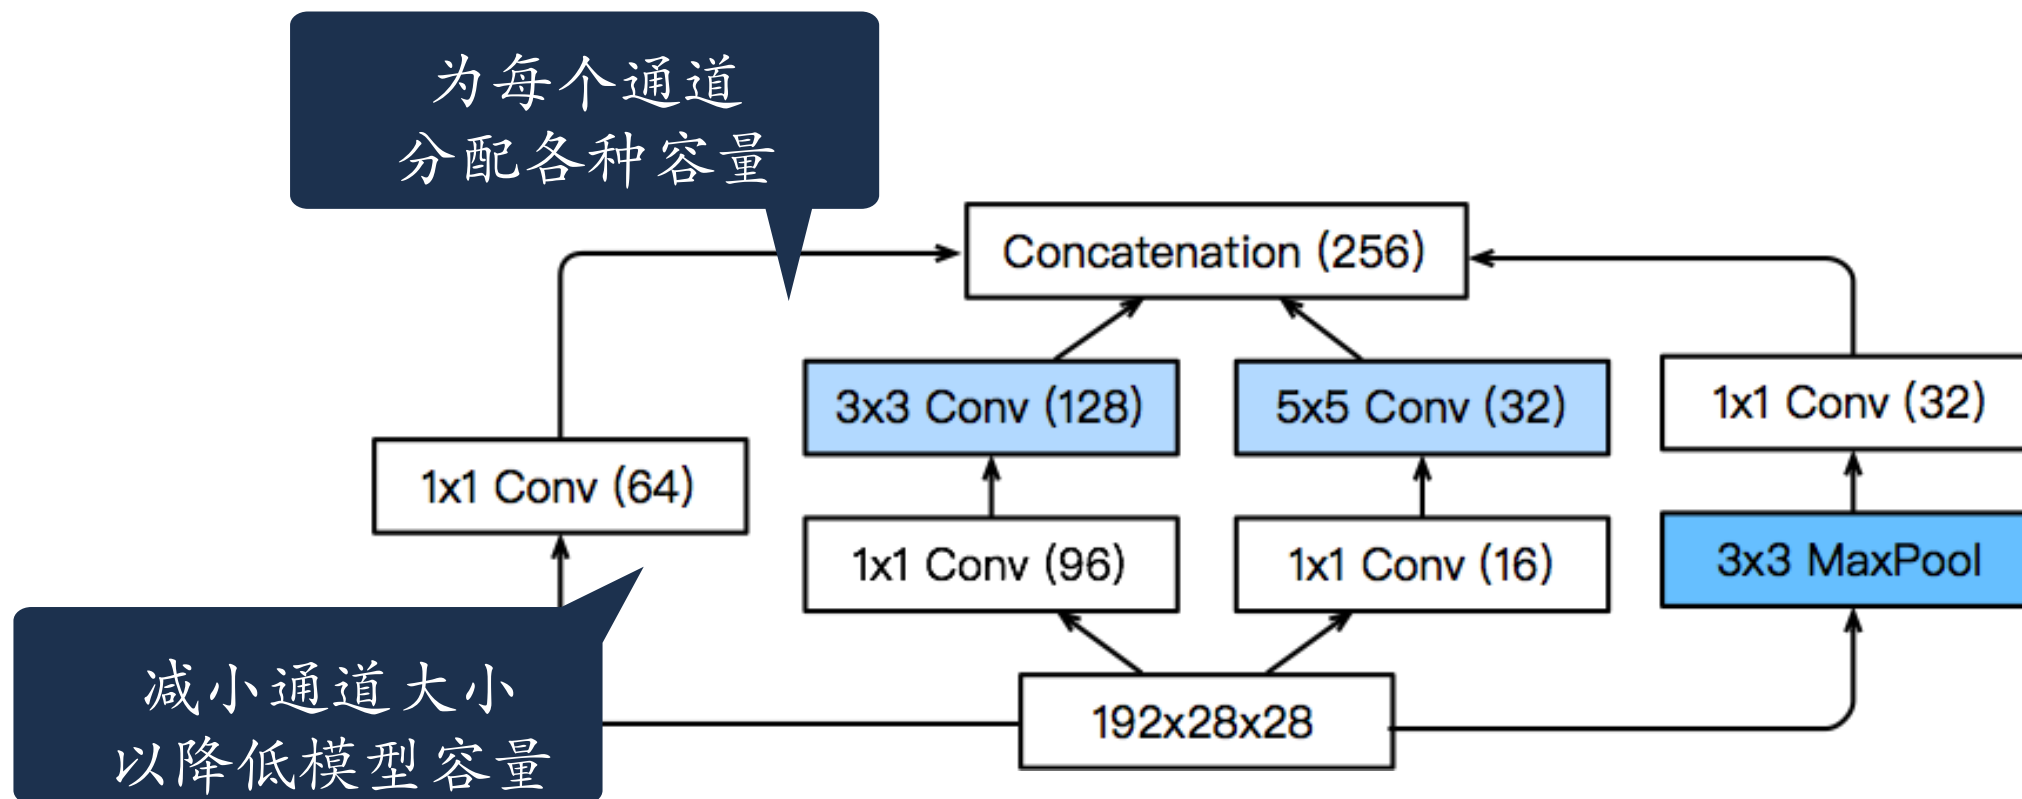 为每个通道
分配各种容量
Concatenation (256)
3x3 Conv (128)
5x5 Conv (32)
1x1 Conv (32)
1x1 Conv (64)
1x1 Conv (96)
1x1 Conv (16)
3x3 MaxPool
减小通道大小
以降低模型容量
192x28x28